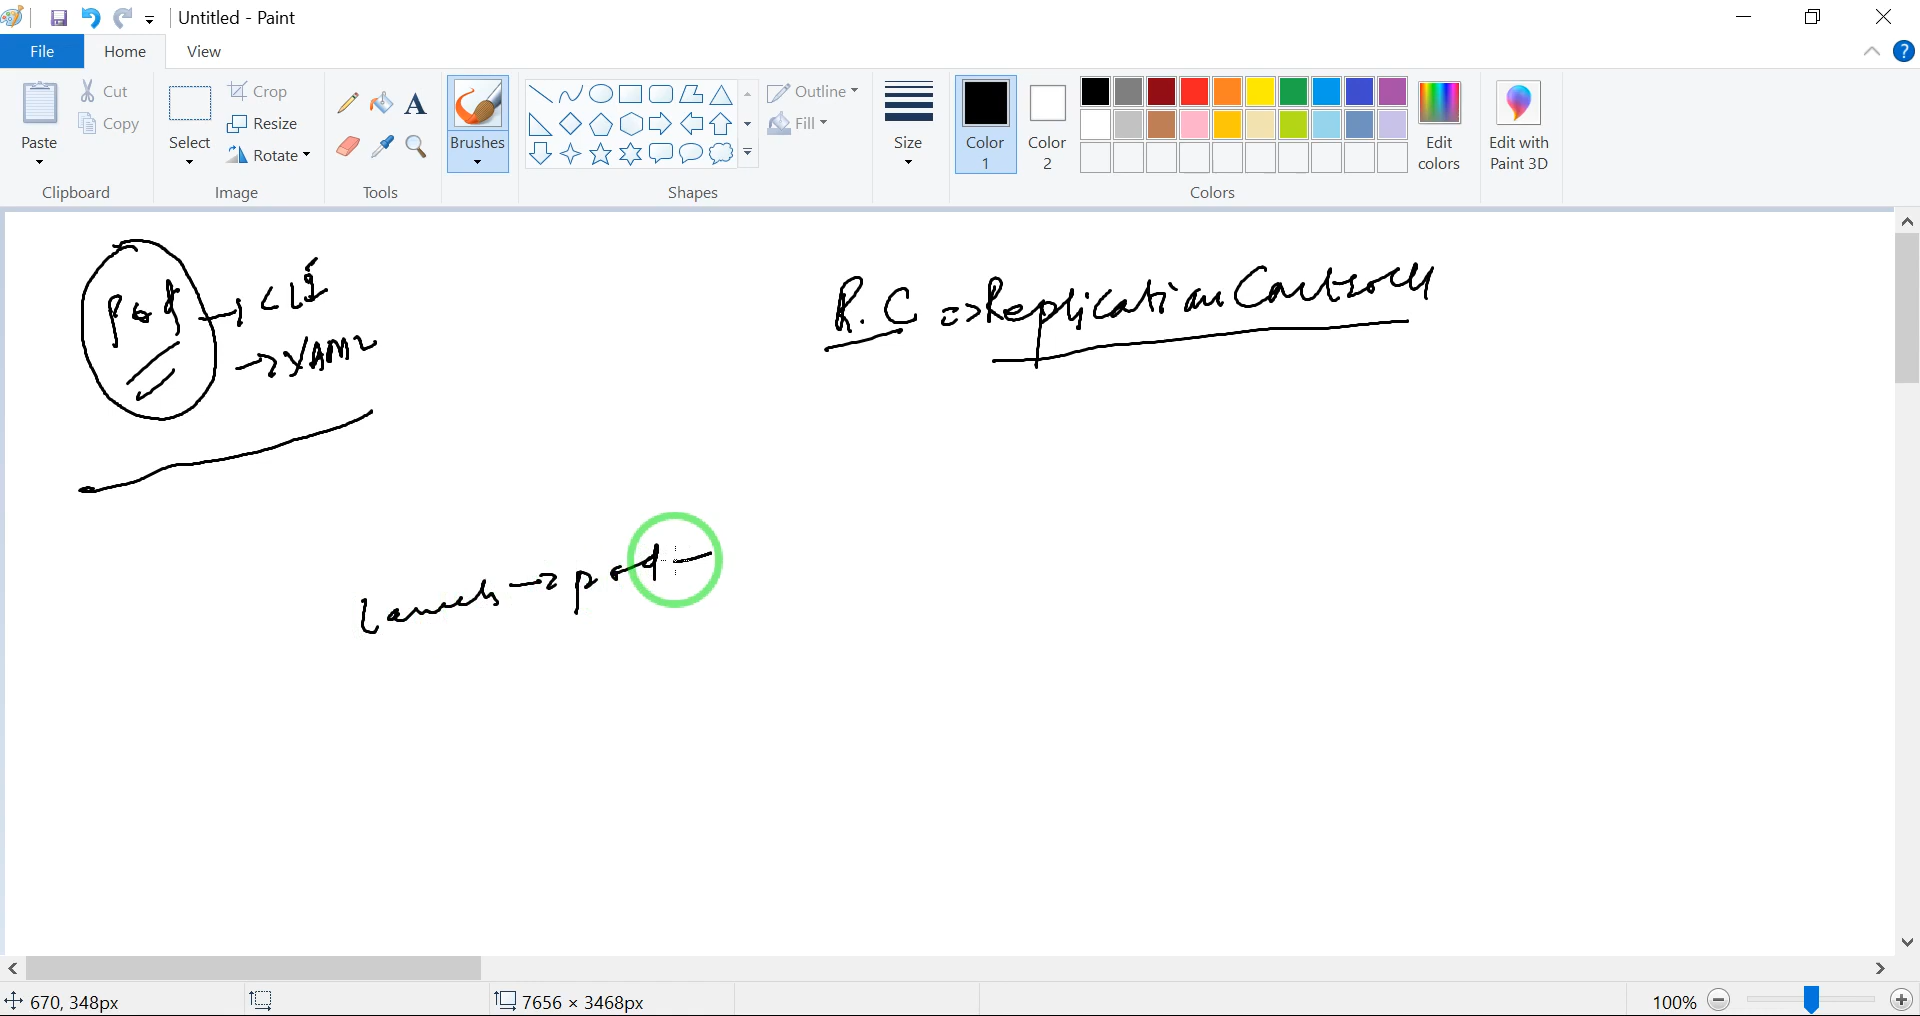 Untitled - Paint
File Home View
Paste Cut Copy Clipboard
Select Crop Resize Rotate Image
Tools
Brushes
Shapes
Outline Fill
Size
Color 1 Color 2
Edit colors
Colors
Edit with Paint 3D
pod → CLI
→ YAML
R.C => Replication Controll
Launch → pod -
670, 348px
7656 × 3468px
100%